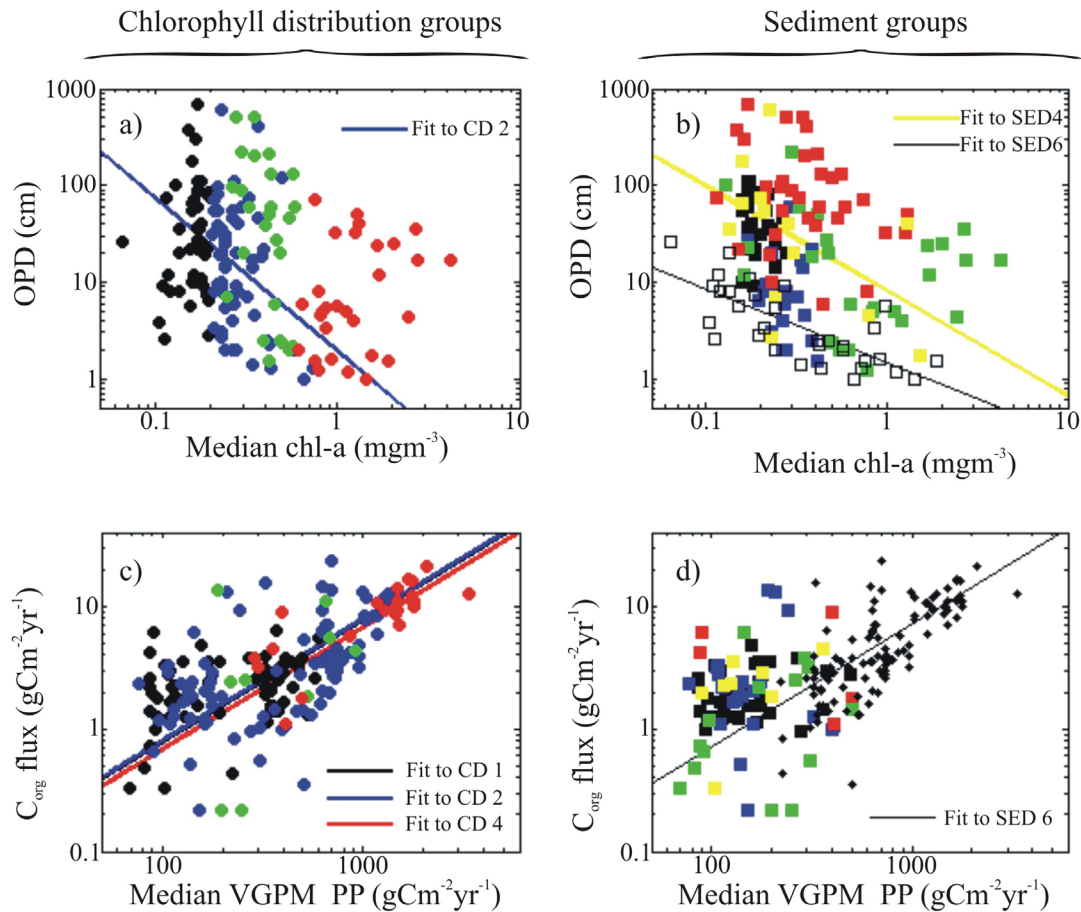 Chlorophyll distribution groups
Sediment groups
a)
Fit to CD 2
OPD (cm)
1000
100
10
1
0.1
1
10
Median chl-a (mgm⁻³)
b)
Fit to SED4
Fit to SED6
OPD (cm)
1000
100
10
1
0.1
1
10
Median chl-a (mgm⁻³)
c)
Fit to CD 1
Fit to CD 2
Fit to CD 4
C_org flux (gCm⁻²yr⁻¹)
10
1
0.1
100
1000
Median VGPM PP (gCm⁻²yr⁻¹)
d)
Fit to SED 6
C_org flux (gCm⁻²yr⁻¹)
10
1
0.1
100
1000
Median VGPM PP (gCm⁻²yr⁻¹)